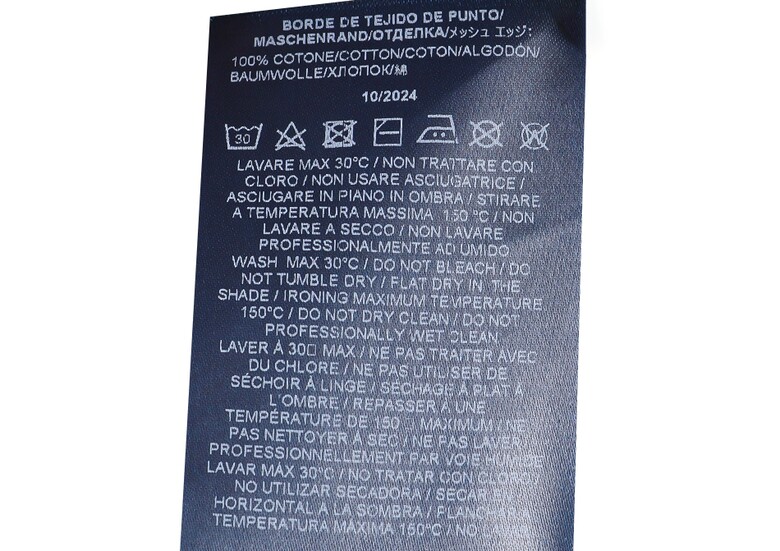 BORDE DE TEJIDO DE PUNTO/
MASCHENRAND/ОТДЕЛКА/メッシュ エッジ:
100% COTONE/COTTON/COTON/ALGODÓN/
BAUMWOLLE/ХЛОПОК/綿
10/2024
30
LAVARE MAX 30°C / NON TRATTARE CON
CLORO / NON USARE ASCIUGATRICE /
ASCIUGARE IN PIANO IN OMBRA / STIRARE
A TEMPERATURA MASSIMA 150 °C / NON
LAVARE A SECCO / NON LAVARE
PROFESSIONALMENTE AD UMIDO
WASH MAX 30°C / DO NOT BLEACH / DO
NOT TUMBLE DRY / FLAT DRY IN THE
SHADE / IRONING MAXIMUM TEMPERATURE
150°C / DO NOT DRY CLEAN / DO NOT
PROFESSIONALLY WET CLEAN
LAVER À 30□ MAX / NE PAS TRAITER AVEC
DU CHLORE / NE PAS UTILISER DE
SÉCHOIR À LINGE / SÉCHAGE À PLAT À
L'OMBRE / REPASSER À UNE
TEMPÉRATURE DE 150 □ MAXIMUM / NE
PAS NETTOYER À SEC / NE PAS LAVER
PROFESSIONNELLEMENT PAR VOIE HUMIDE
LAVAR MÁX 30°C / NO TRATAR CON CLORO /
NO UTILIZAR SECADORA / SECAR EN
HORIZONTAL A LA SOMBRA / PLANCHAR
TEMPERATURA MÁXIMA 150°C / NO